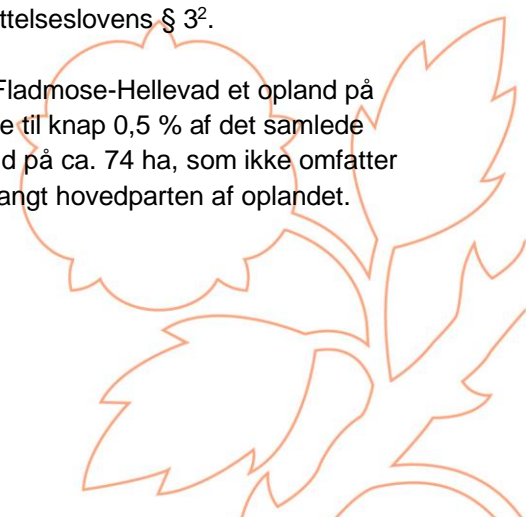 ttelseslovens § 3².
Fladmose-Hellevad et opland på
e til knap 0,5 % af det samlede
d på ca. 74 ha, som ikke omfatter
angt hovedparten af oplandet.